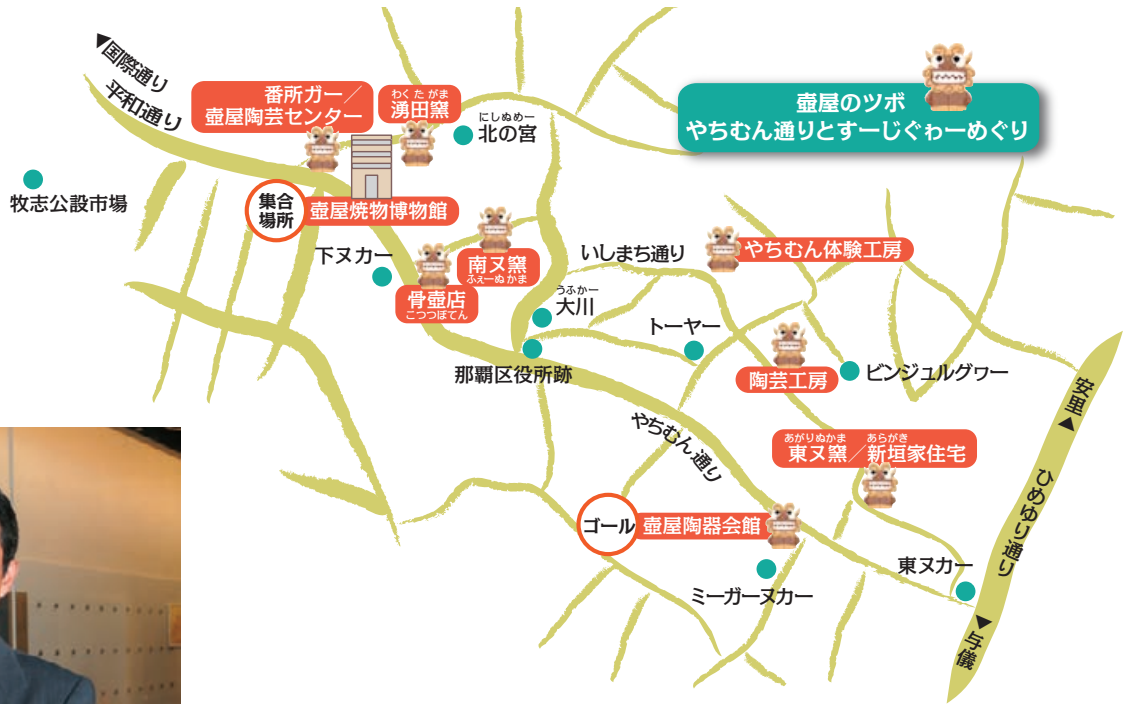 ▼国際通り
平和通り
番所ガー／
壺屋陶芸センター
わくたがま
湧田窯
にしぬめー
北の宮
壺屋のツボ
やちむん通りとすーじぐゎーめぐり
牧志公設市場
集合
場所
壺屋焼物博物館
下ヌカー
南ヌ窯
ふぇーぬかま
骨壺店
こつつぼてん
いしまち通り
やちむん体験工房
うふかー
大川
トーヤー
那覇区役所跡
陶芸工房
ビンジュルグヮー
安里▲
やちむん通り
あがりぬかま
あらがき
東ヌ窯／新垣家住宅
ひめゆり通り
ゴール
壺屋陶器会館
ミーガーヌカー
東ヌカー
▼与儀